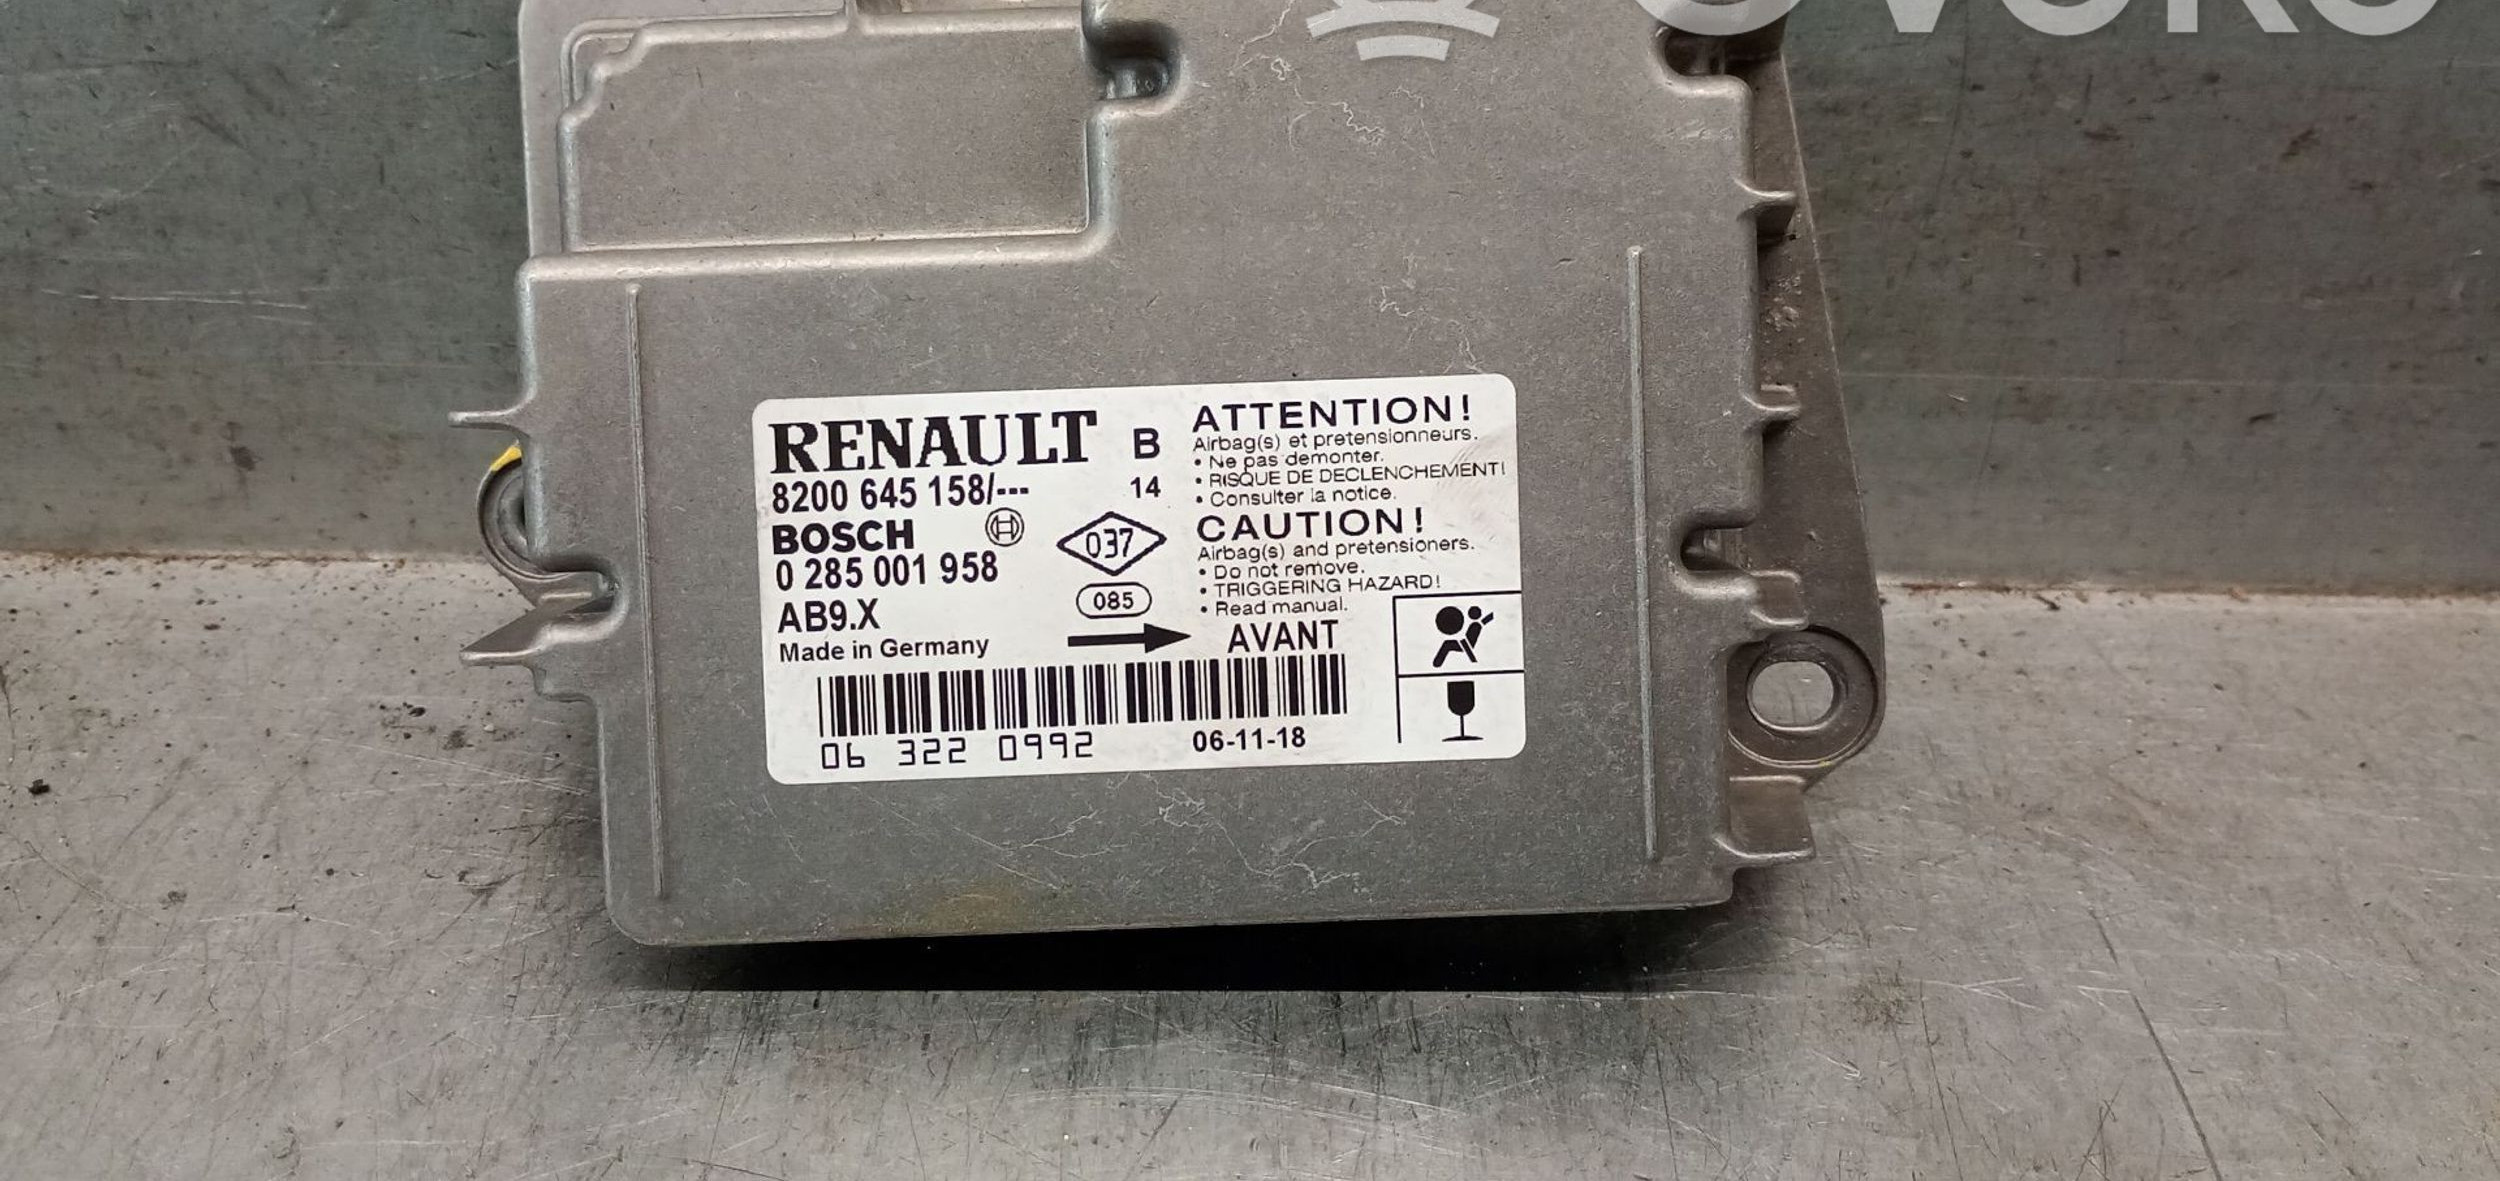 OVOKO
RENAULT B
8200 645 158/--- 14
BOSCH
0 285 001 958
AB9.X
Made in Germany
037
085
ATTENTION!
Airbag(s) et pretensionneurs.
• Ne pas demonter.
• RISQUE DE DECLENCHEMENT!
• Consulter la notice.
CAUTION!
Airbag(s) and pretensioners.
• Do not remove.
• TRIGGERING HAZARD!
• Read manual.
AVANT
06 322 0992
06-11-18